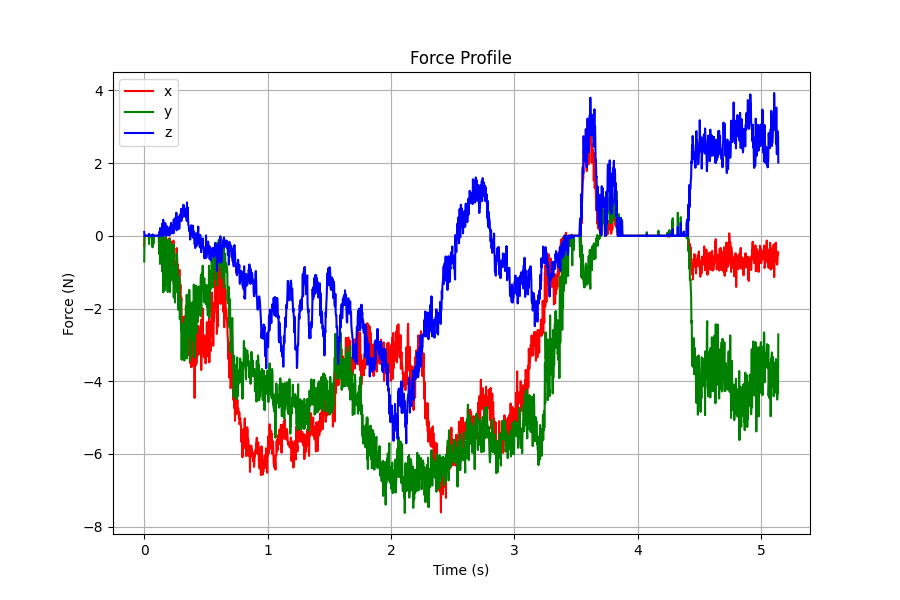 Force Profile
x
y
z
4
2
0
−2
−4
−6
−8
Force (N)
0 1 2 3 4 5
Time (s)